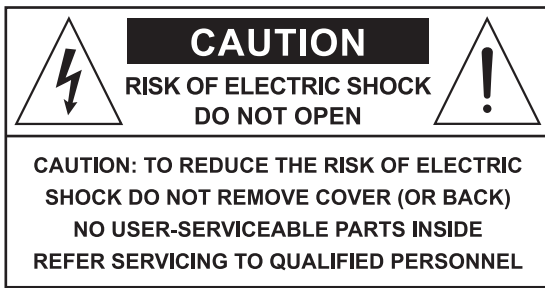 CAUTION
RISK OF ELECTRIC SHOCK
DO NOT OPEN
CAUTION: TO REDUCE THE RISK OF ELECTRIC
SHOCK DO NOT REMOVE COVER (OR BACK)
NO USER-SERVICEABLE PARTS INSIDE
REFER SERVICING TO QUALIFIED PERSONNEL